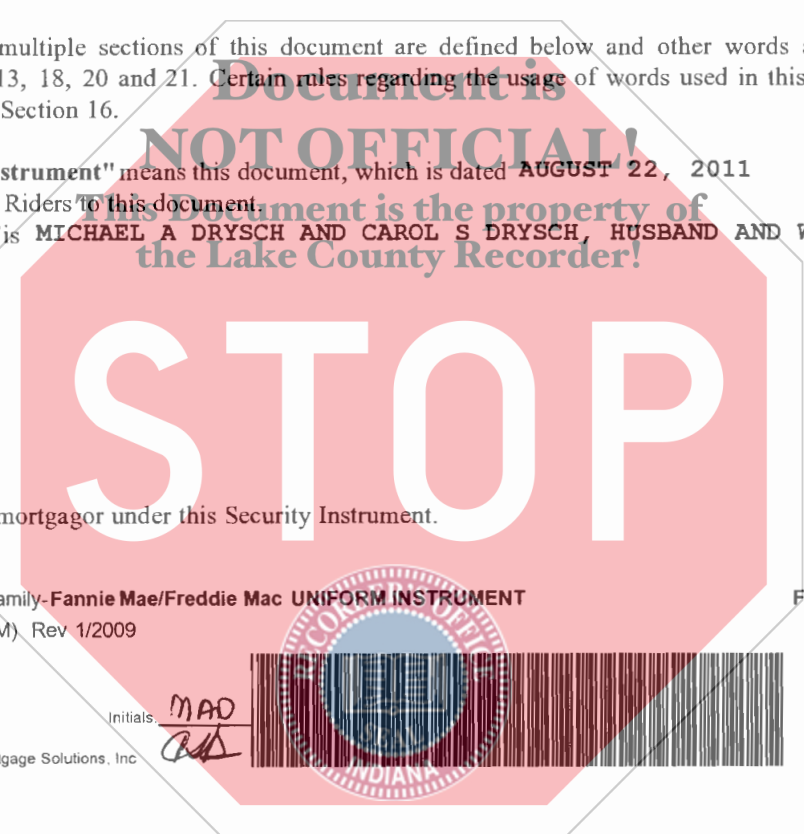 multiple sections of this document are defined below and other words
13, 18, 20 and 21. Certain rules regarding the usage of words used in this
Section 16.
Document is
NOT OFFICIAL!
This Document is the property of
the Lake County Recorder!
strument" means this document, which is dated AUGUST 22, 2011
Riders to this document.
is MICHAEL A DRYSCH AND CAROL S DRYSCH, HUSBAND AND W
STOP
mortgagor under this Security Instrument.
amily-Fannie Mae/Freddie Mac UNIFORM INSTRUMENT F
M) Rev 1/2009
RECORDER'S OFFICE
SEAL
INDIANA
Initials: MAD
gage Solutions, Inc